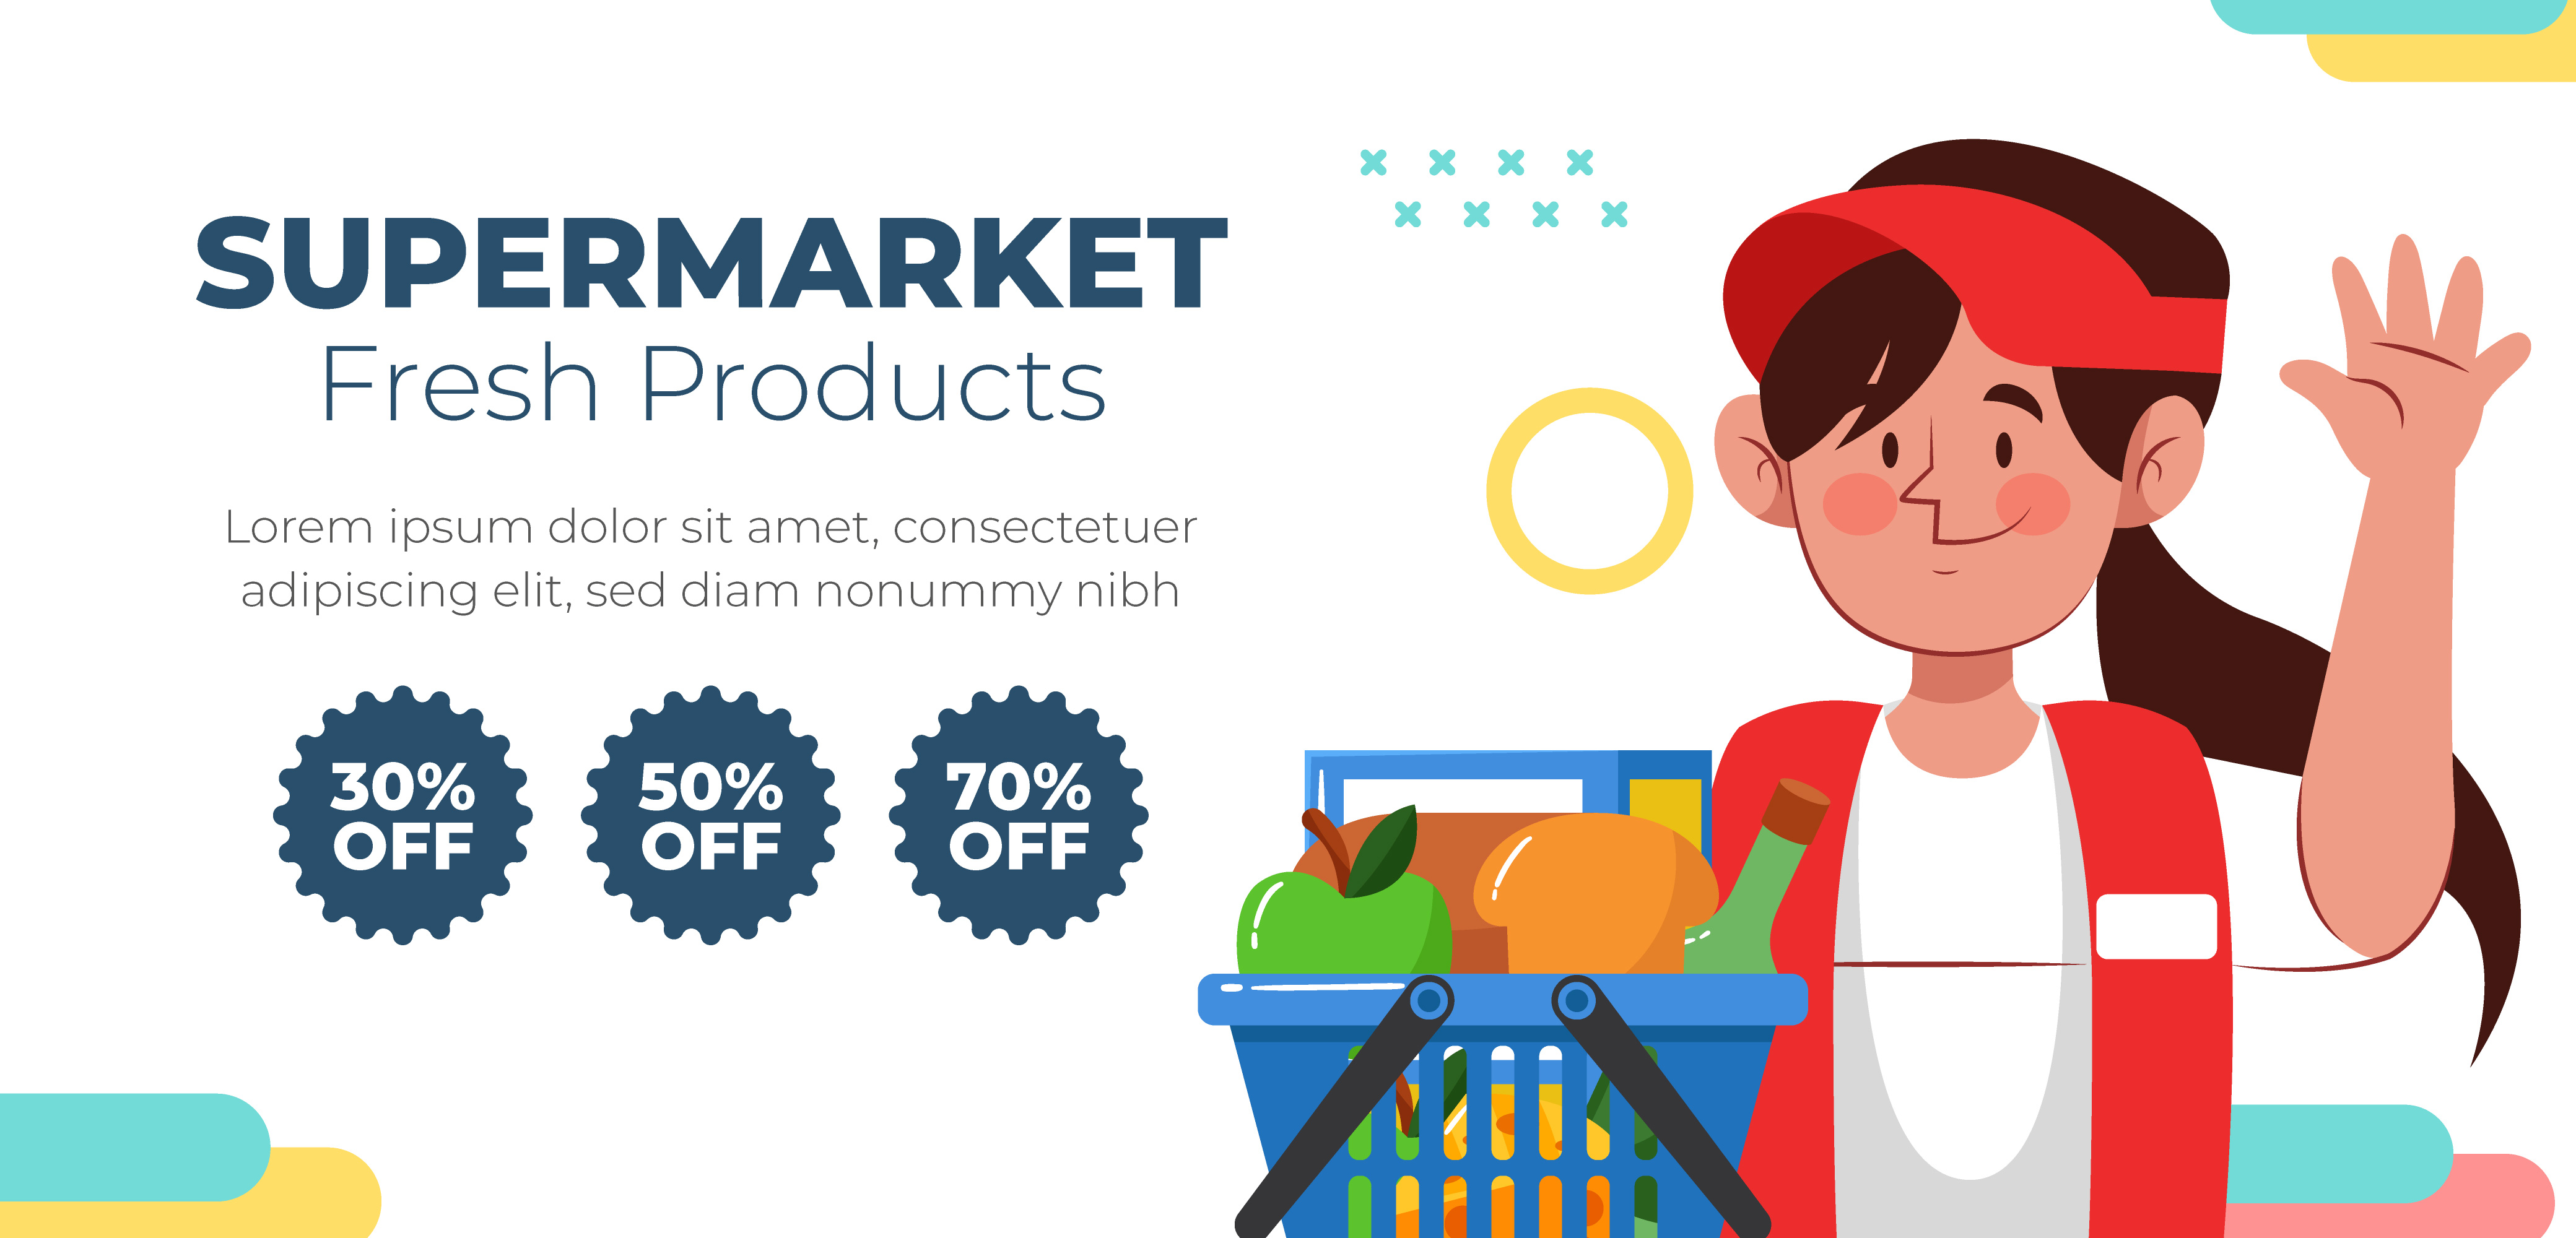 SUPERMARKET
Fresh Products
Lorem ipsum dolor sit amet, consectetuer
adipiscing elit, sed diam nonummy nibh
30%
OFF
50%
OFF
70%
OFF